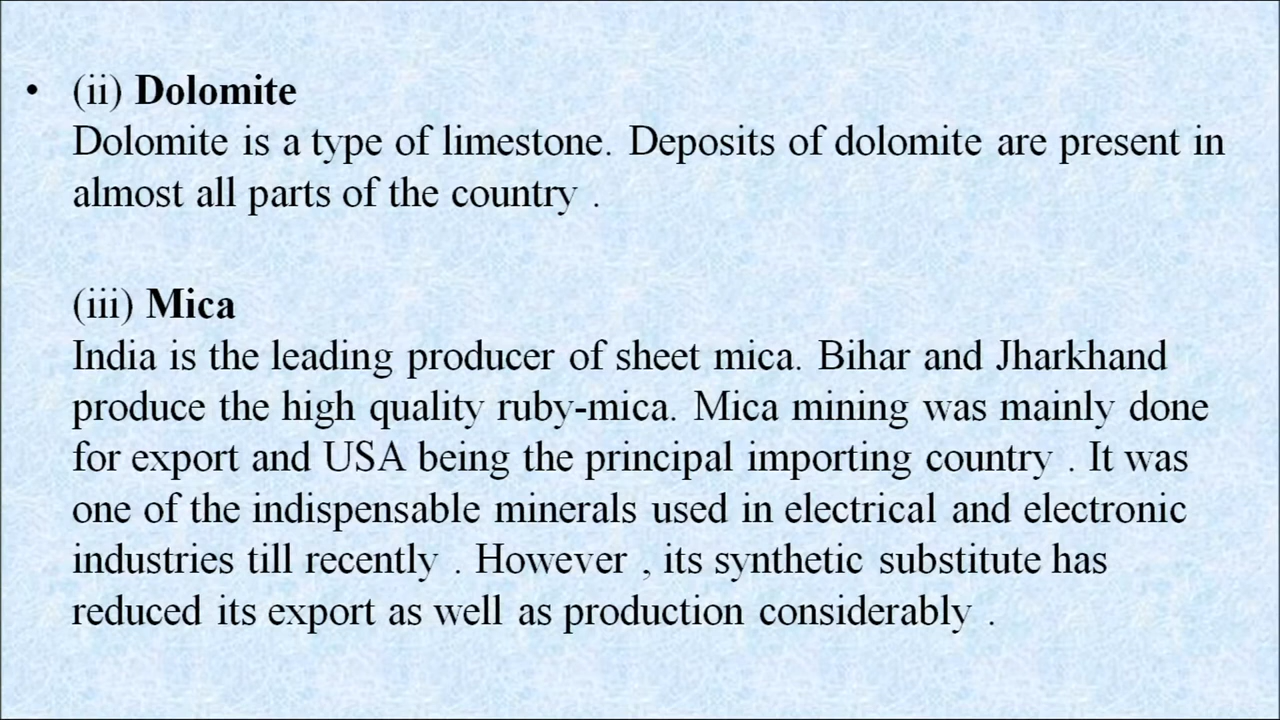 • (ii) Dolomite
Dolomite is a type of limestone. Deposits of dolomite are present in
almost all parts of the country .
(iii) Mica
India is the leading producer of sheet mica. Bihar and Jharkhand
produce the high quality ruby-mica. Mica mining was mainly done
for export and USA being the principal importing country . It was
one of the indispensable minerals used in electrical and electronic
industries till recently . However , its synthetic substitute has
reduced its export as well as production considerably .